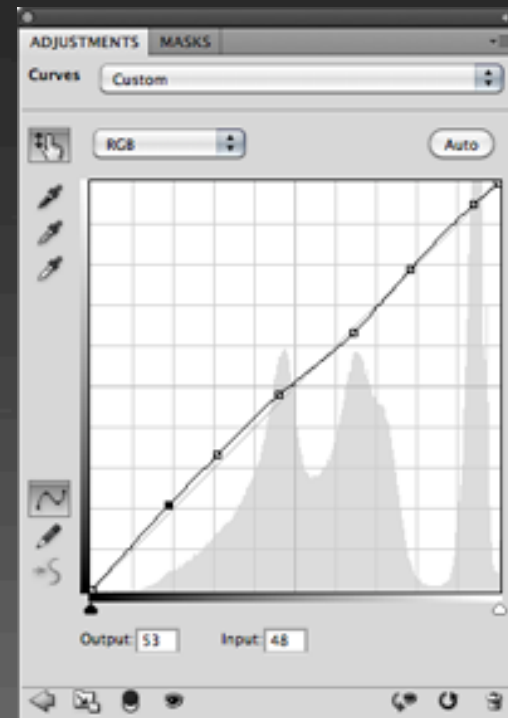 ADJUSTMENTS MASKS
Curves Custom
RGB Auto
Output: 53 Input: 48